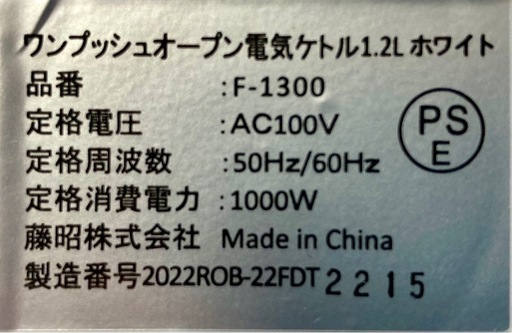 ワンプッシュオープン電気ケトル1.2L ホワイト
品番 :F-1300
定格電圧 :AC100V
定格周波数 :50Hz/60Hz
定格消費電力 :1000W
藤昭株式会社 Made in China
製造番号2022ROB-22FDT 2215
PS
E